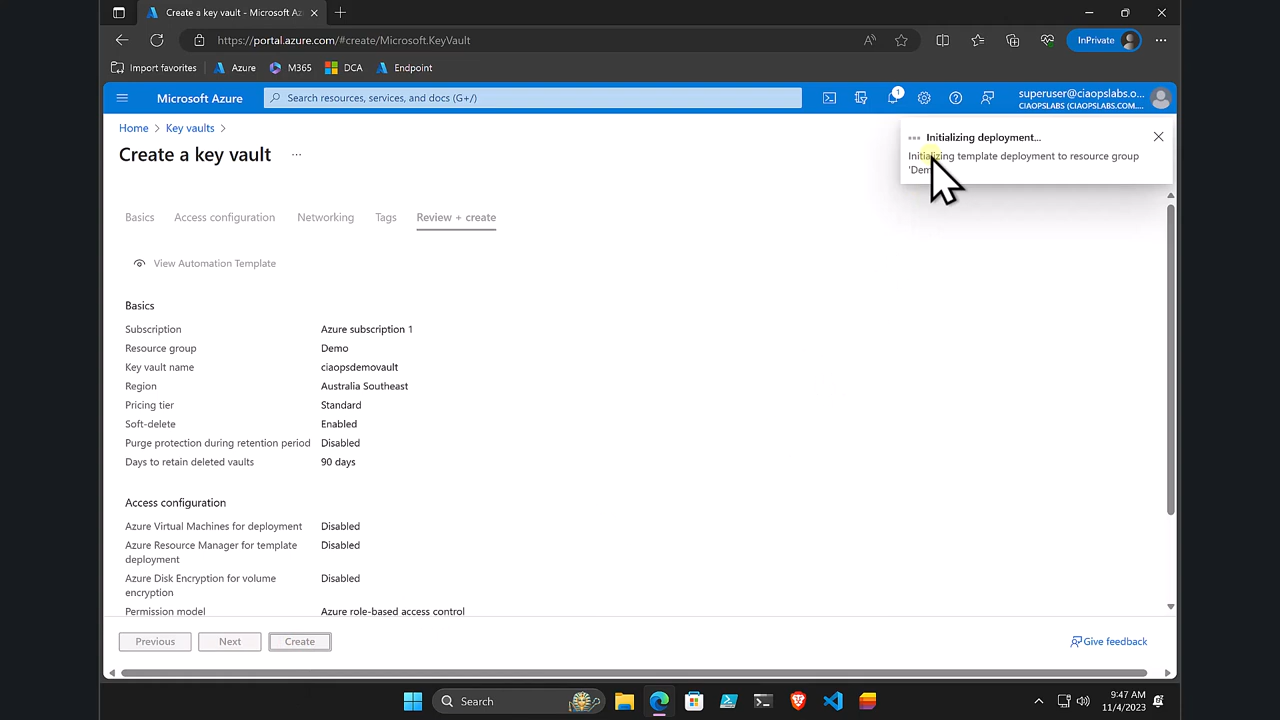 Create a key vault - Microsoft Az
https://portal.azure.com/#create/Microsoft.KeyVault
InPrivate
Import favorites
Azure
M365
DCA
Endpoint
Microsoft Azure
Search resources, services, and docs (G+/)
1
superuser@ciaopslabs.o...
CIAOPSLABS (CIAOPSLABS.COM....
Home > Key vaults >
Create a key vault ...
Initializing deployment...
Initializing template deployment to resource group
'Dem
Basics Access configuration Networking Tags Review + create
View Automation Template
Basics
Subscription Azure subscription 1
Resource group Demo
Key vault name ciaopsdemovault
Region Australia Southeast
Pricing tier Standard
Soft-delete Enabled
Purge protection during retention period Disabled
Days to retain deleted vaults 90 days
Access configuration
Azure Virtual Machines for deployment Disabled
Azure Resource Manager for template Disabled
deployment
Azure Disk Encryption for volume Disabled
encryption
Permission model Azure role-based access control
Previous Next Create
Give feedback
Search
9:47 AM
11/4/2023